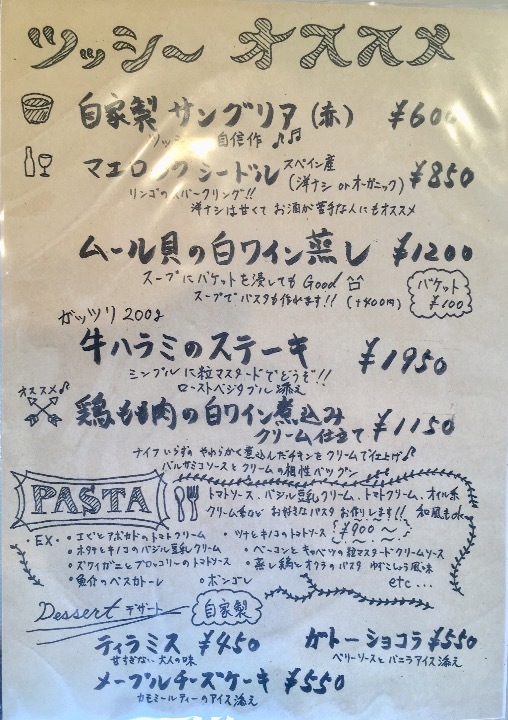 ツッシー オススメ
自家製 サングリア (赤) ¥600
ツッシー 自信作
マエロック シードル スペイン産 (洋ナシ or オーガニック) ¥850
リンゴのスパークリング!!
洋ナシは甘くて お酒が苦手な人にもオススメ
ムール貝の白ワイン蒸し ¥1200
スープにバケットを浸しても Good
スープでパスタも作れます!! (+400円)
バケット ¥100
ガッツリ 200g
牛ハラミのステーキ ¥1950
シンプルに粒マスタードでどうぞ!!
ローストベジタブル添え
オススメ♪
鶏もも肉の白ワイン煮込み
クリーム仕立て ¥1150
ナイフいらずの やわらかく煮込んだチキンをクリームで仕上げ♪
バルサミコソースとクリームの相性バツグン
PASTA
トマトソース、バジル豆乳クリーム、トマトクリーム、オイル系
クリーム系など お好きなパスタ お作りします!! 和風もok
¥900〜
・EX. ・エビとアボカドのトマトクリーム ・ツナとキノコのトマトソース
・ホタテとキノコのバジル豆乳クリーム ・ベーコンとキャベツの粒マスタードクリームソース
・ズワイガニとブロッコリーのトマトソース ・蒸し鶏とオクラのパスタ ゆずこしょう風味
・魚介のペスカトーレ ・ボンゴレ etc...
Dessert デザート 自家製
ティラミス ¥450 ガトーショコラ ¥550
甘すぎない 大人の味 ベリーソースとバニラアイス添え
メープルチーズケーキ ¥550
カモミールティーのアイス添え